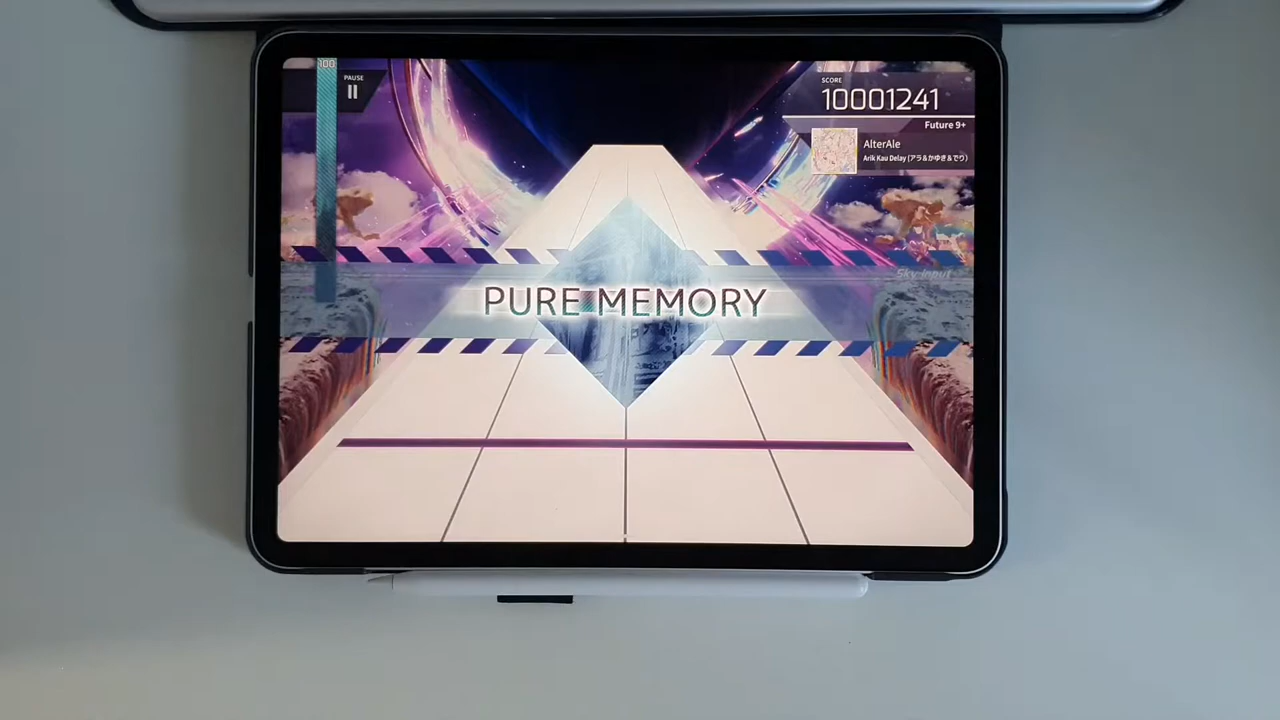 100
PAUSE
SCORE
10001241
Future 9+
AlterAle
Arik Kau Delay (アラ&かゆき&でり)
Sky Input
PURE MEMORY